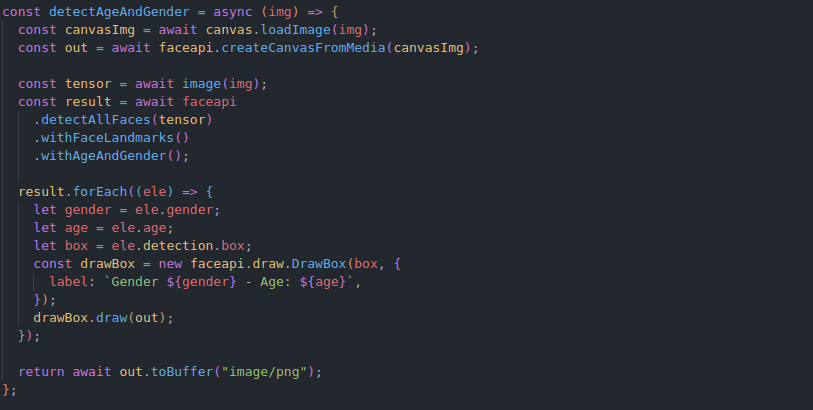 const detectAgeAndGender = async (img) => {
  const canvasImg = await canvas.loadImage(img);
  const out = await faceapi.createCanvasFromMedia(canvasImg);

  const tensor = await image(img);
  const result = await faceapi
    .detectAllFaces(tensor)
    .withFaceLandmarks()
    .withAgeAndGender();

  result.forEach((ele) => {
    let gender = ele.gender;
    let age = ele.age;
    let box = ele.detection.box;
    const drawBox = new faceapi.draw.DrawBox(box, {
      label: `Gender ${gender} - Age: ${age}`,
    });
    drawBox.draw(out);
  });

  return await out.toBuffer("image/png");
};